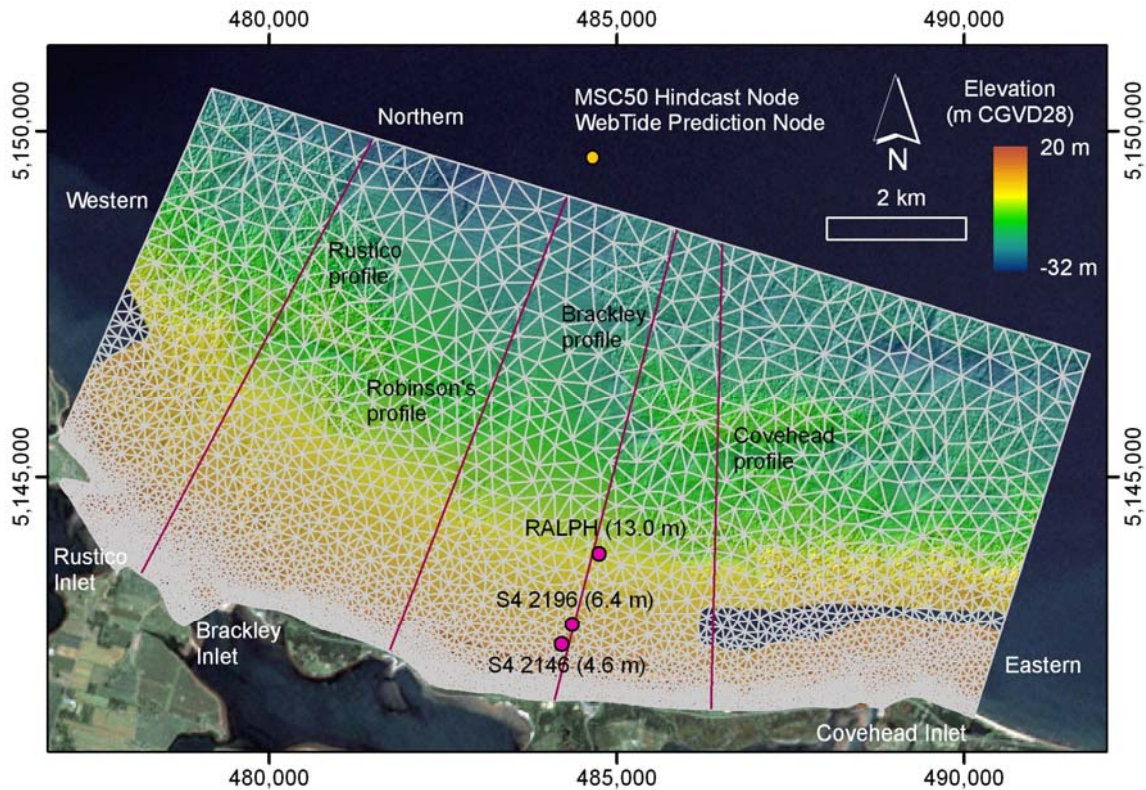 480,000
485,000
490,000
5,150,000
5,150,000
Northern
MSC50 Hindcast Node
WebTide Prediction Node
N
Elevation
(m CGVD28)
20 m
-32 m
2 km
Western
Rustico
profile
Brackley
profile
Robinson's
profile
Covehead
profile
5,145,000
5,145,000
RALPH (13.0 m)
Rustico
Inlet
S4 2196 (6.4 m)
Brackley
Inlet
S4 2146 (4.6 m)
Eastern
Covehead Inlet
480,000
485,000
490,000